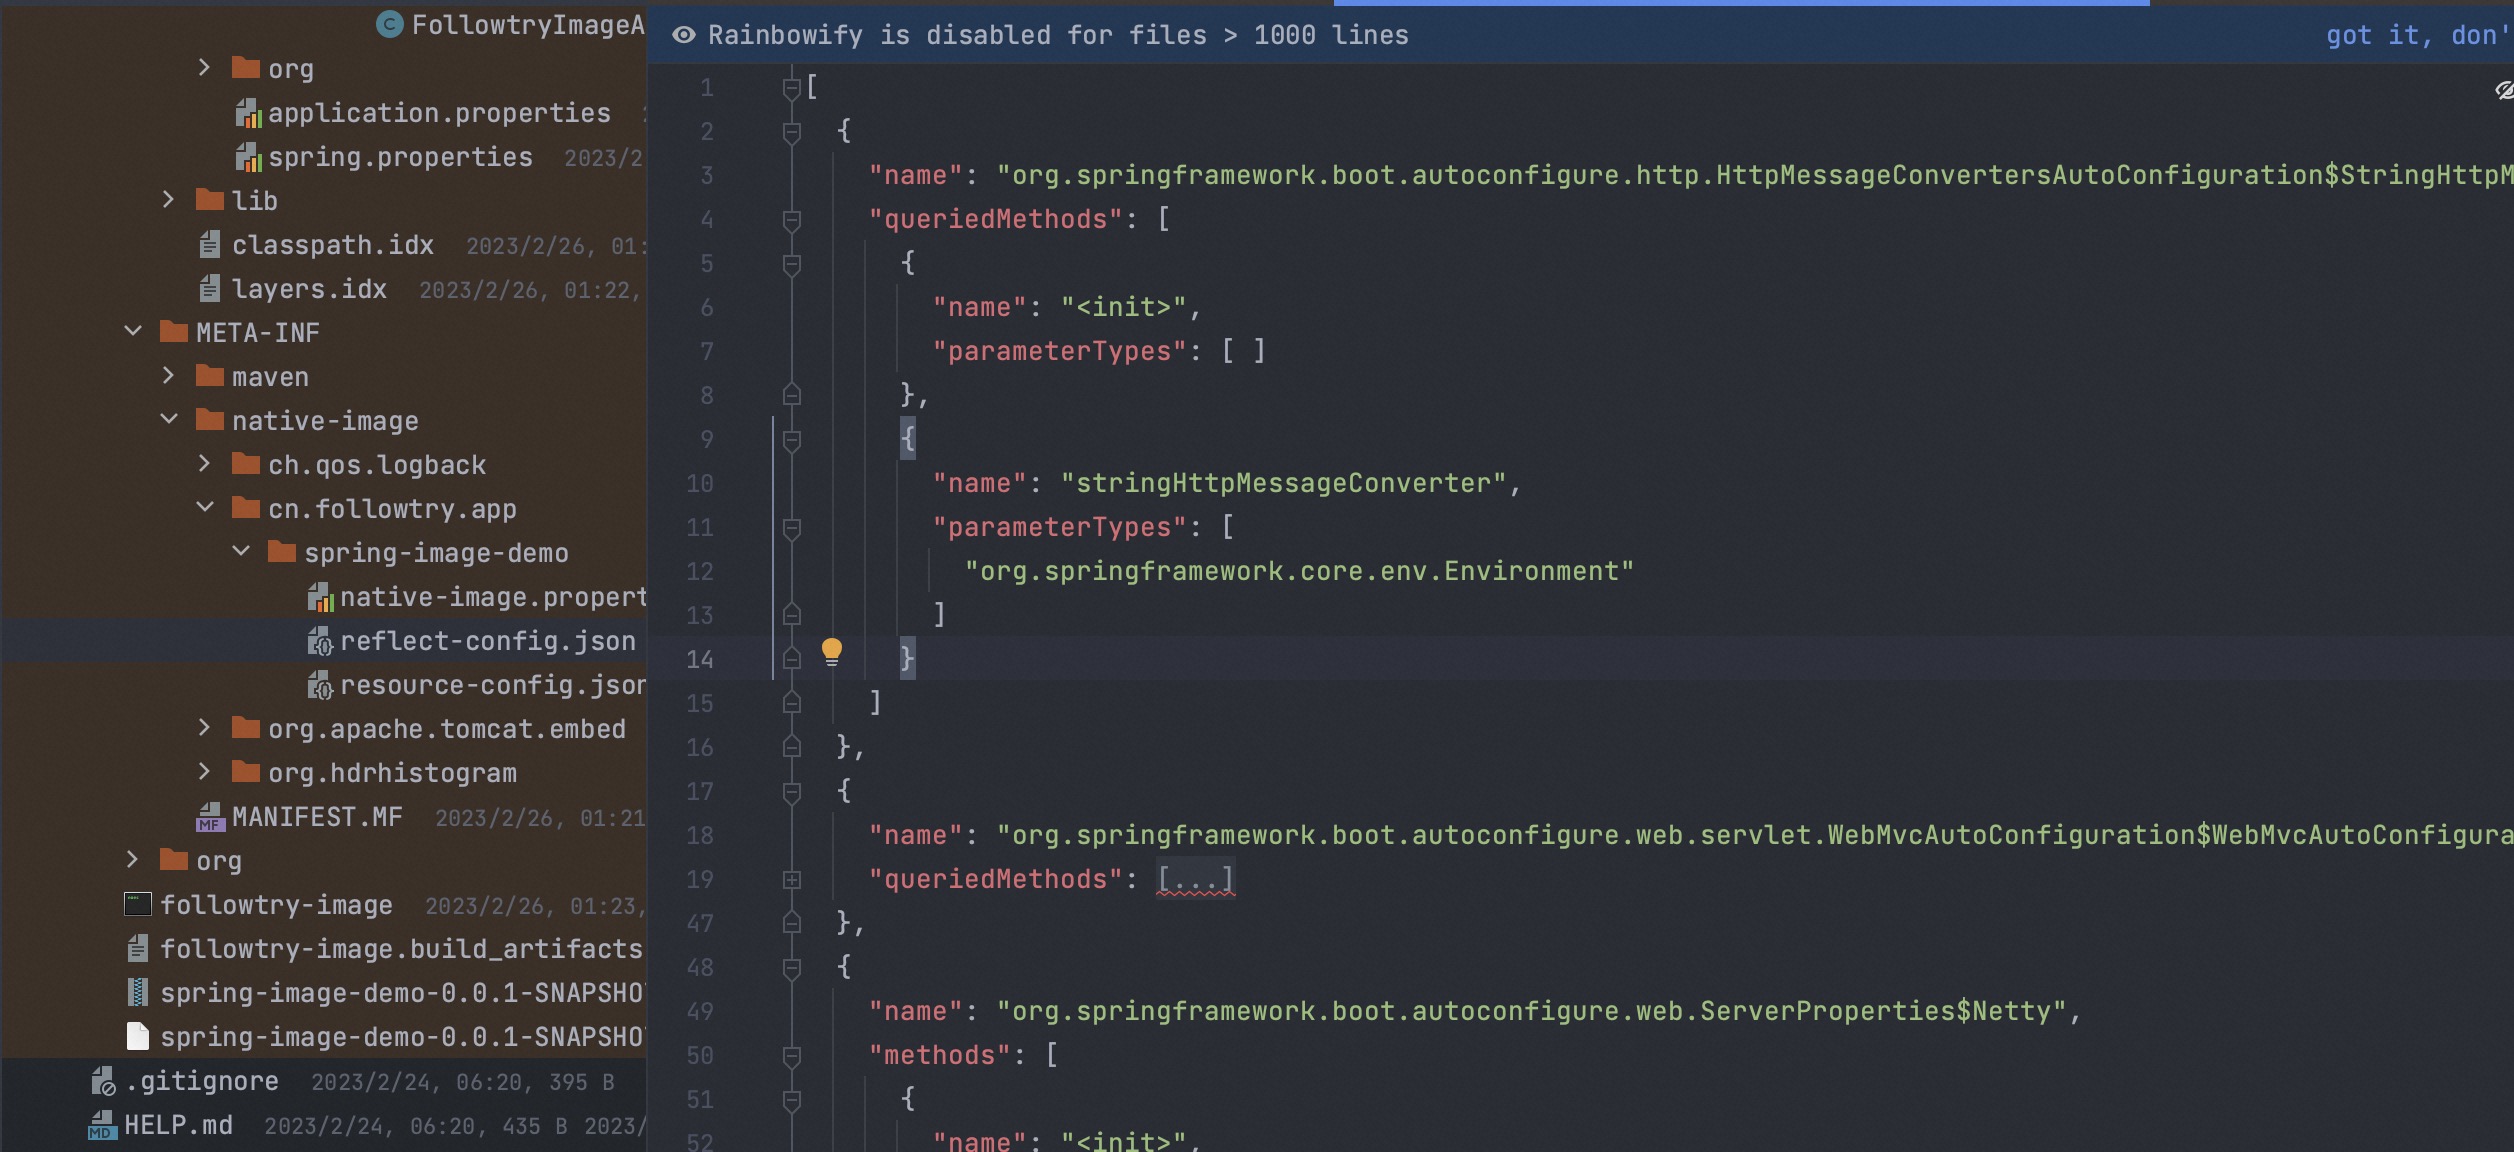 FollowtryImageA
org
application.properties
spring.properties 2023/2
lib
classpath.idx 2023/2/26, 01:
layers.idx 2023/2/26, 01:22,
META-INF
maven
native-image
ch.qos.logback
cn.followtry.app
spring-image-demo
native-image.propert
reflect-config.json
resource-config.json
org.apache.tomcat.embed
org.hdrhistogram
MANIFEST.MF 2023/2/26, 01:21
org
followtry-image 2023/2/26, 01:23,
followtry-image.build_artifacts
spring-image-demo-0.0.1-SNAPSHO
spring-image-demo-0.0.1-SNAPSHO
.gitignore 2023/2/24, 06:20, 395 B
HELP.md 2023/2/24, 06:20, 435 B 2023/
Rainbowify is disabled for files > 1000 lines got it, don'
1 [
2 {
3 "name": "org.springframework.boot.autoconfigure.http.HttpMessageConvertersAutoConfiguration$StringHttpM
4 "queriedMethods": [
5 {
6 "name": "<init>",
7 "parameterTypes": [ ]
8 },
9 {
10 "name": "stringHttpMessageConverter",
11 "parameterTypes": [
12 "org.springframework.core.env.Environment"
13 ]
14 }
15 ]
16 },
17 {
18 "name": "org.springframework.boot.autoconfigure.web.servlet.WebMvcAutoConfiguration$WebMvcAutoConfigura
19 "queriedMethods": [...]
47 },
48 {
49 "name": "org.springframework.boot.autoconfigure.web.ServerProperties$Netty",
50 "methods": [
51 {
52 "name": "<init>",